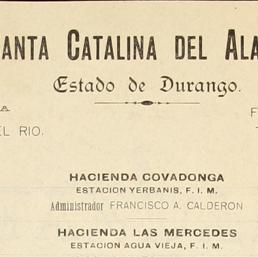 ANTA CATALINA DEL ALA
Estado de Durango.
A
F
EL RIO.
HACIENDA COVADONGA
ESTACION YERBANIS, F. I. M.
Administrador FRANCISCO A. CALDERON
HACIENDA LAS MERCEDES
ESTACION AGUA VIEJA, F. I. M.